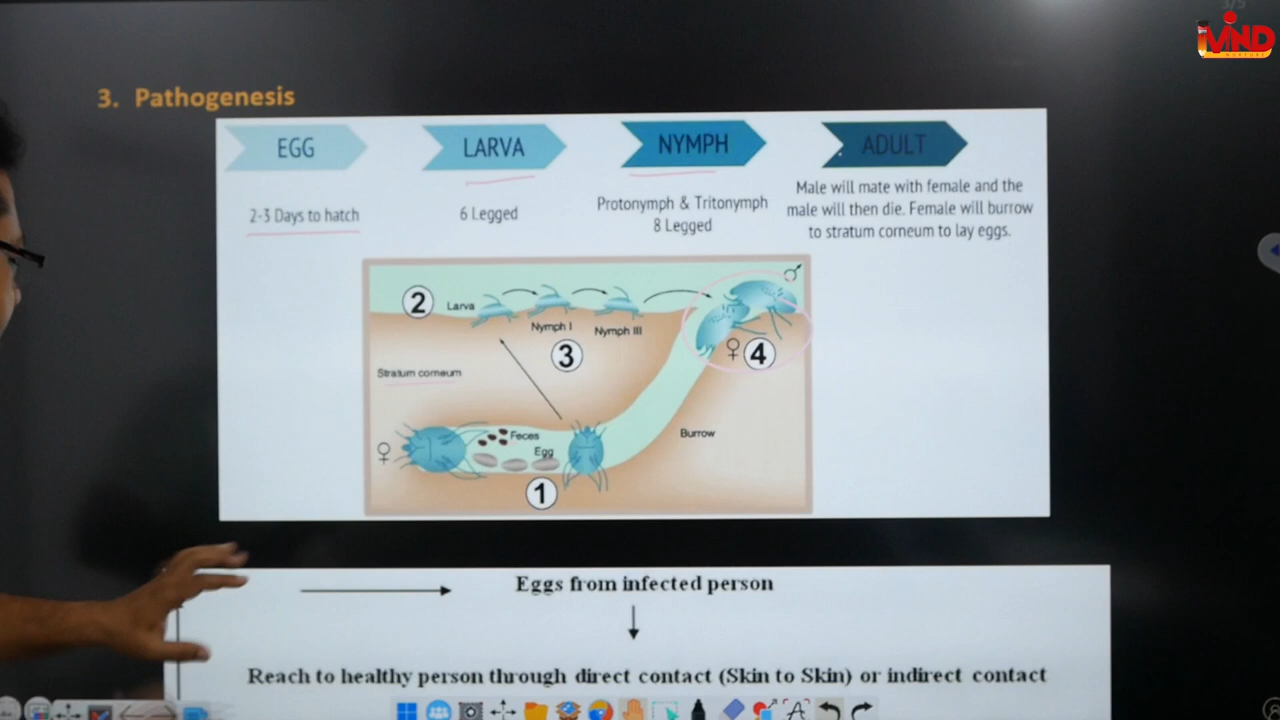 3/5
MIND
3. Pathogenesis
EGG
LARVA
NYMPH
ADULT
2-3 Days to hatch
6 Legged
Protonymph & Tritonymph
8 Legged
Male will mate with female and the
male will then die. Female will burrow
to stratum corneum to lay eggs.
2
Larva
Nymph I
Nymph III
3
♂
♀ 4
Stratum corneum
Burrow
♀
Feces
Egg
1
Eggs from infected person
Reach to healthy person through direct contact (Skin to Skin) or indirect contact